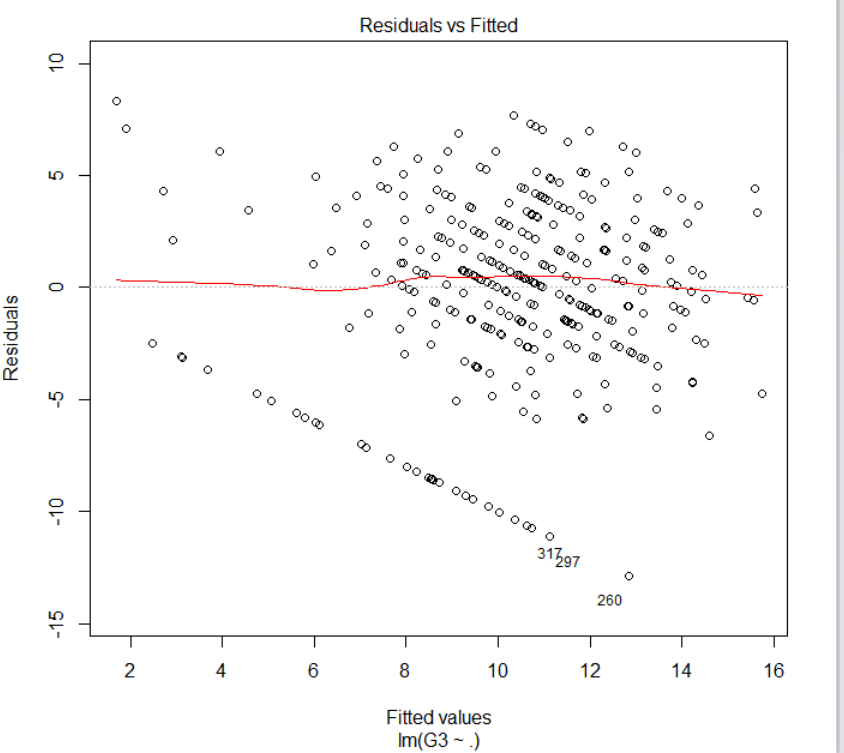 Residuals vs Fitted
10
5
0
-5
-10
-15
Residuals
317
297
260
2 4 6 8 10 12 14 16
Fitted values
lm(G3 ~ .)